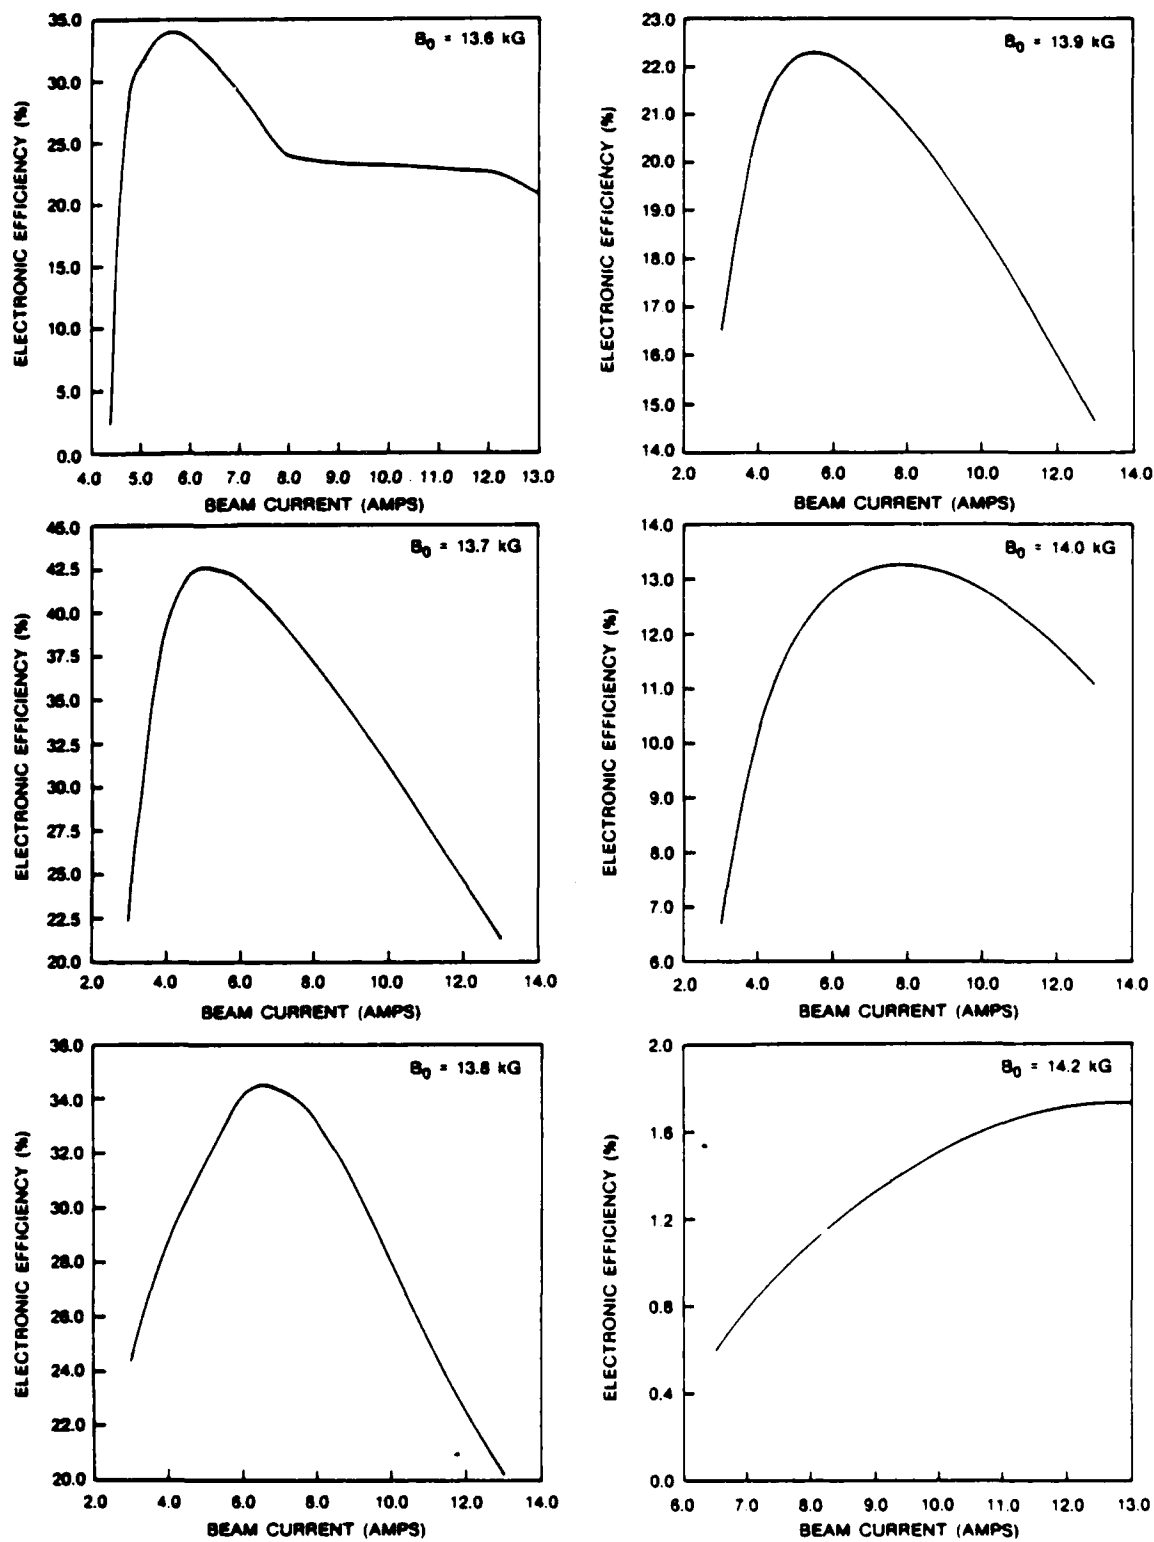 B0 = 13.6 kG
ELECTRONIC EFFICIENCY (%)
35.0
30.0
25.0
20.0
15.0
10.0
5.0
0.0
4.0 5.0 6.0 7.0 8.0 9.0 10.0 11.0 12.0 13.0
BEAM CURRENT (AMPS)
B0 = 13.9 kG
ELECTRONIC EFFICIENCY (%)
23.0
22.0
21.0
20.0
19.0
18.0
17.0
16.0
15.0
14.0
2.0 4.0 6.0 8.0 10.0 12.0 14.0
BEAM CURRENT (AMPS)
B0 = 13.7 kG
ELECTRONIC EFFICIENCY (%)
45.0
42.5
40.0
37.5
35.0
32.5
30.0
27.5
25.0
22.5
20.0
2.0 4.0 6.0 8.0 10.0 12.0 14.0
BEAM CURRENT (AMPS)
B0 = 14.0 kG
ELECTRONIC EFFICIENCY (%)
14.0
13.0
12.0
11.0
10.0
9.0
8.0
7.0
6.0
2.0 4.0 6.0 8.0 10.0 12.0 14.0
BEAM CURRENT (AMPS)
B0 = 13.8 kG
ELECTRONIC EFFICIENCY (%)
36.0
34.0
32.0
30.0
28.0
26.0
24.0
22.0
20.0
2.0 4.0 6.0 8.0 10.0 12.0 14.0
BEAM CURRENT (AMPS)
B0 = 14.2 kG
ELECTRONIC EFFICIENCY (%)
2.0
1.6
1.2
0.8
0.4
0.0
6.0 7.0 8.0 9.0 10.0 11.0 12.0 13.0
BEAM CURRENT (AMPS)